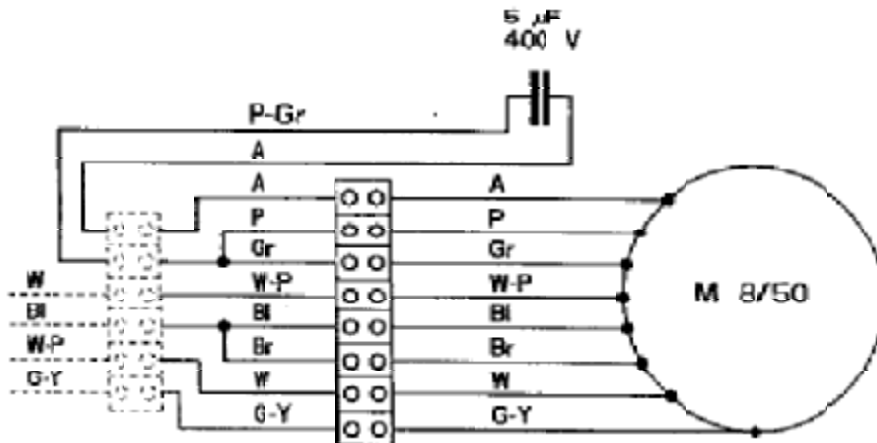 5 µF
400 V
P-Gr
A
A A
P P
Gr Gr
W W-P W-P
Bl Bl Bl
W-P Br Br
G-Y W W
G-Y G-Y
M 8/50